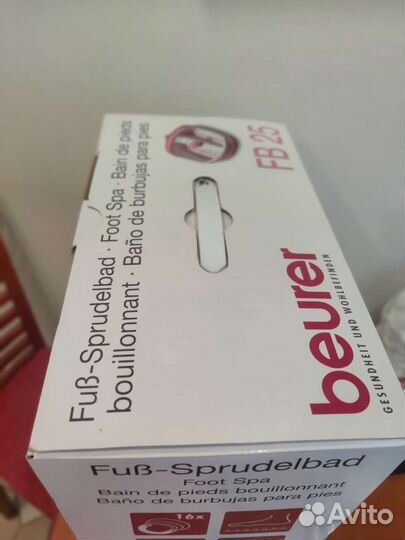 Fuß-Sprudelbad · Foot Spa · Bain de pieds
bouillonnant · Baño de burbujas para pies
FB 25
beurer
GESUNDHEIT UND WOHLBEFINDEN
Fuß-Sprudelbad
Foot Spa
Bain de pieds bouillonnant
Baño de burbujas para pies
16x
Avito